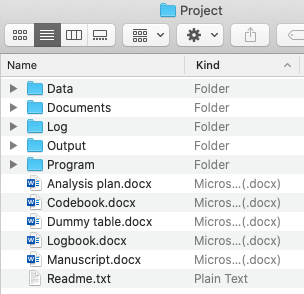 Project
Name Kind
Data Folder
Documents Folder
Log Folder
Output Folder
Program Folder
Analysis plan.docx Micros...(.docx)
Codebook.docx Micros...(.docx)
Dummy table.docx Micros...(.docx)
Logbook.docx Micros...(.docx)
Manuscript.docx Micros...(.docx)
Readme.txt Plain Text